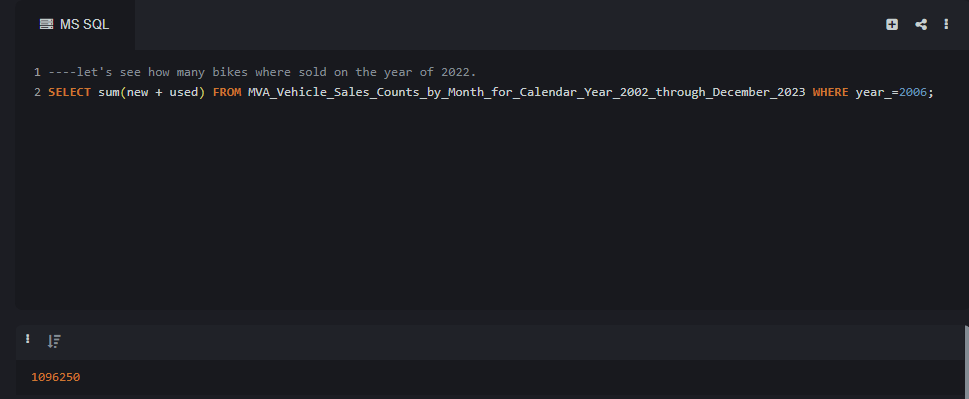 MS SQL
1 ----let's see how many bikes where sold on the year of 2022.
2 SELECT sum(new + used) FROM MVA_Vehicle_Sales_Counts_by_Month_for_Calendar_Year_2002_through_December_2023 WHERE year_=2006;
1096250